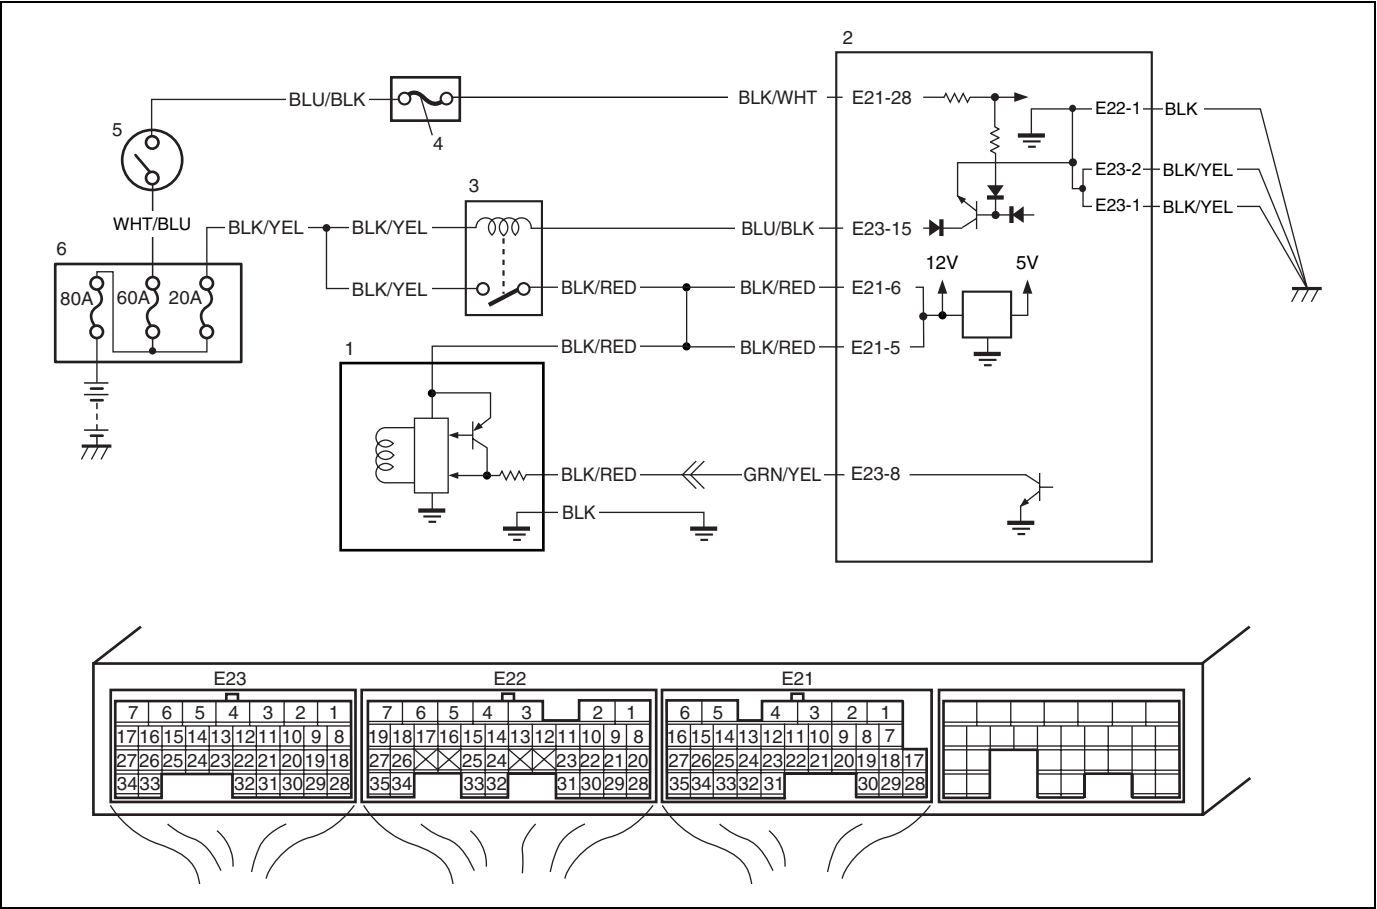 2
BLU/BLK
BLK/WHT
E21-28
E22-1
BLK
5
4
E23-2
BLK/YEL
3
E23-1
BLK/YEL
WHT/BLU
BLK/YEL
BLK/YEL
BLU/BLK
E23-15
6
12V
5V
80A
60A
20A
BLK/YEL
BLK/RED
BLK/RED
E21-6
1
BLK/RED
BLK/RED
E21-5
BLK/RED
GRN/YEL
E23-8
BLK
E23
E22
E21
7 6 5 4 3 2 1
7 6 5 4 3 2 1
6 5 4 3 2 1
17 16 15 14 13 12 11 10 9 8
19 18 17 16 15 14 13 12 11 10 9 8
16 15 14 13 12 11 10 9 8 7
27 26 25 24 23 22 21 20 19 18
27 26 25 24 23 22 21 20
27 26 25 24 23 22 21 20 19 18 17
34 33 32 31 30 29 28
35 34 33 32 31 30 29 28
35 34 33 32 31 30 29 28